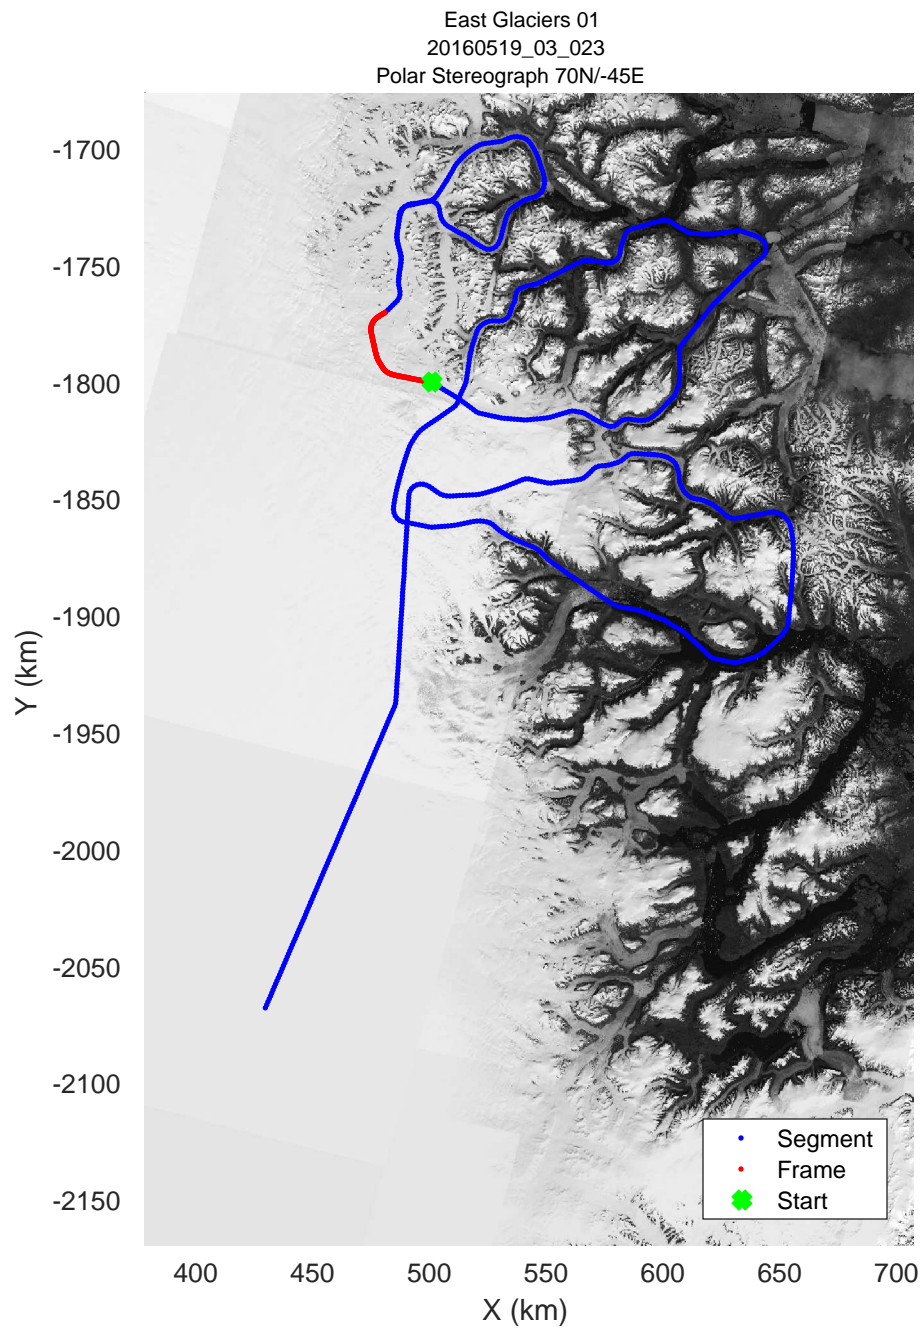 East Glaciers 01
20160519_03_023
Polar Stereograph 70N/-45E
-1700
-1750
-1800
-1850
-1900
-1950
-2000
-2050
-2100
-2150
Y (km)
Segment
Frame
Start
400 450 500 550 600 650 700
X (km)